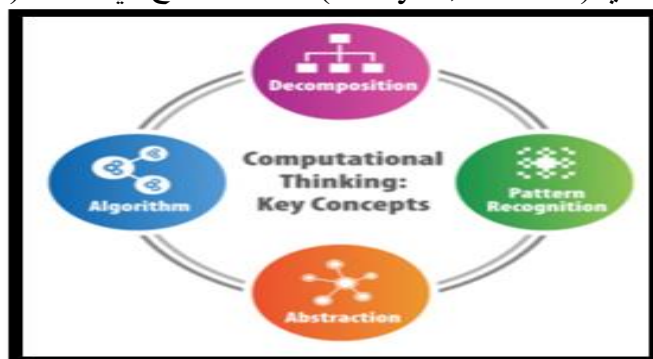 Decomposition
Computational
Thinking:
Key Concepts
Algorithm
Pattern
Recognition
Abstraction